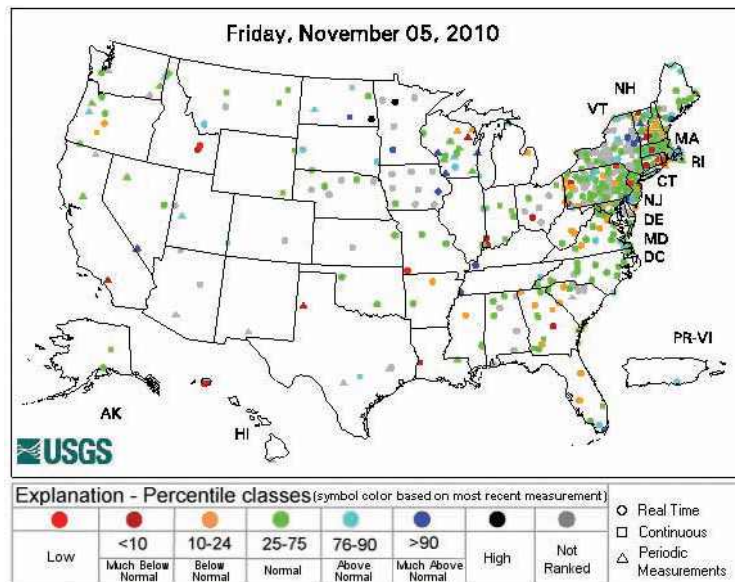 Friday, November 05, 2010
NH
VT
MA
RI
CT
NJ
DE
MD
DC
PR-VI
AK
HI
USGS
Explanation - Percentile classes (symbol color based on most recent measurement)
Low
<10
Much Below Normal
10-24
Below Normal
25-75
Normal
76-90
Above Normal
>90
Much Above Normal
High
Not Ranked
Real Time
Continuous
Periodic Measurements